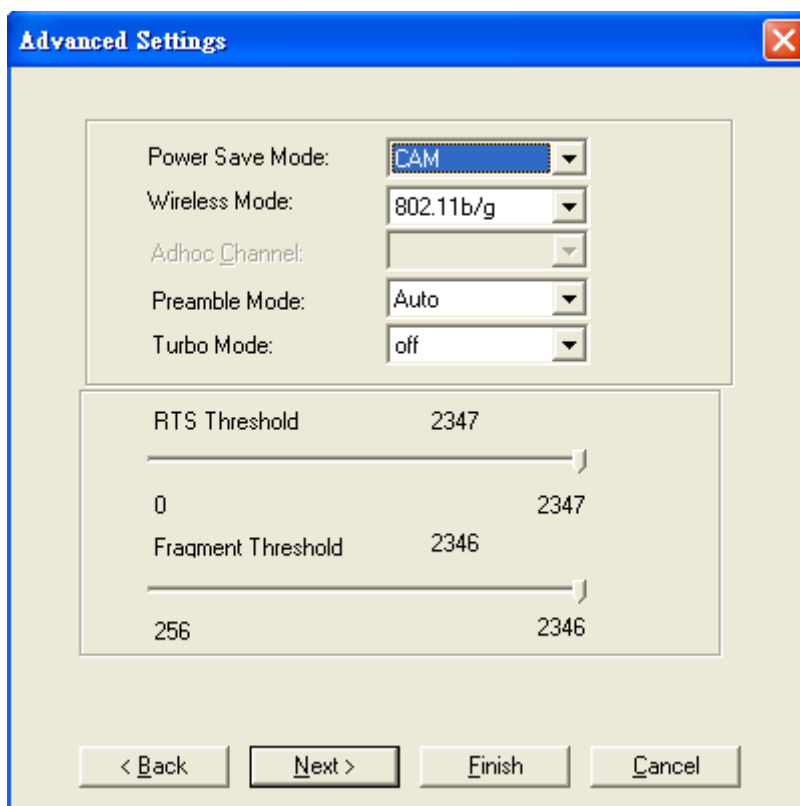 Advanced Settings
Power Save Mode: CAM
Wireless Mode: 802.11b/g
Adhoc Channel:
Preamble Mode: Auto
Turbo Mode: off
RTS Threshold 2347
0 2347
Fragment Threshold 2346
256 2346
< Back Next > Finish Cancel